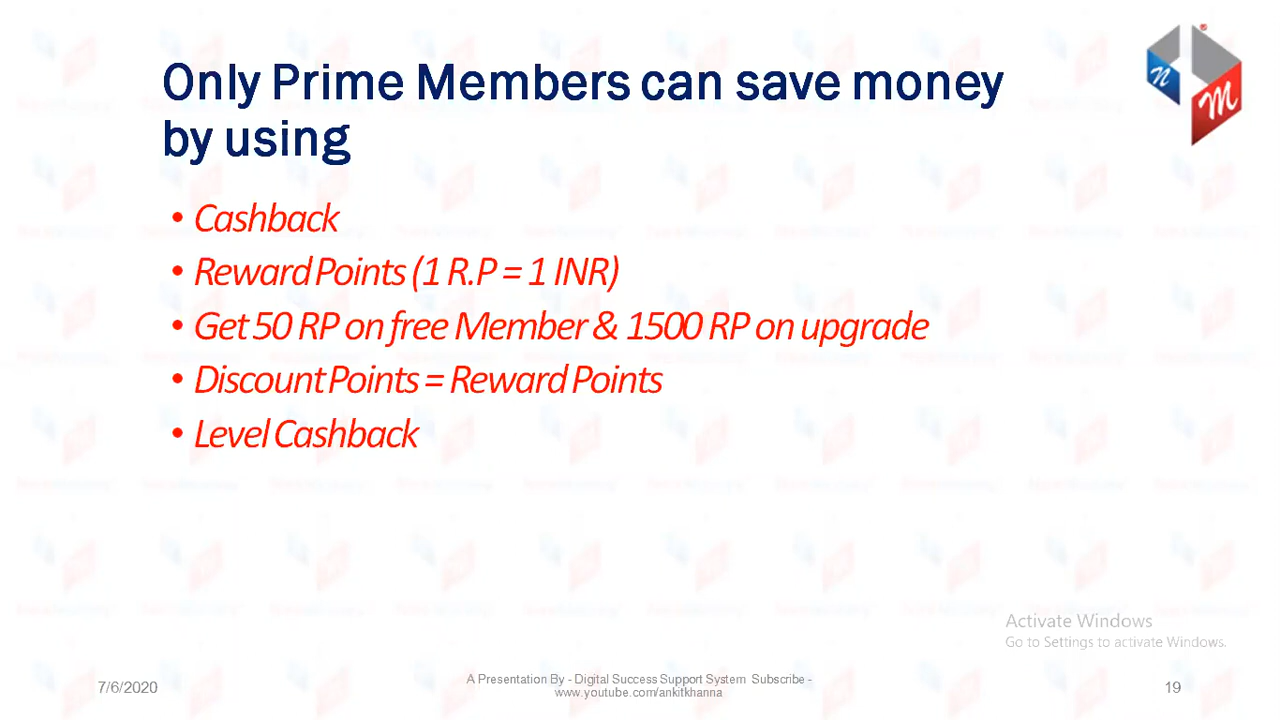 Only Prime Members can save money
by using
n
M
• Cashback
• Reward Points (1 R.P = 1 INR)
• Get 50 RP on free Member & 1500 RP on upgrade
• Discount Points = Reward Points
• Level Cashback
Activate Windows
Go to Settings to activate Windows.
7/6/2020
A Presentation By - Digital Success Support System Subscribe -
www.youtube.com/ankitkhanna
19